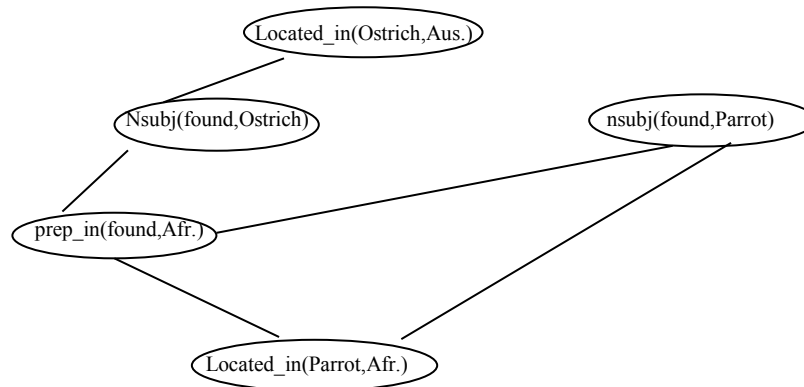 Located_in(Ostrich,Aus.)
Nsubj(found,Ostrich)
nsubj(found,Parrot)
prep_in(found,Afr.)
Located_in(Parrot,Afr.)